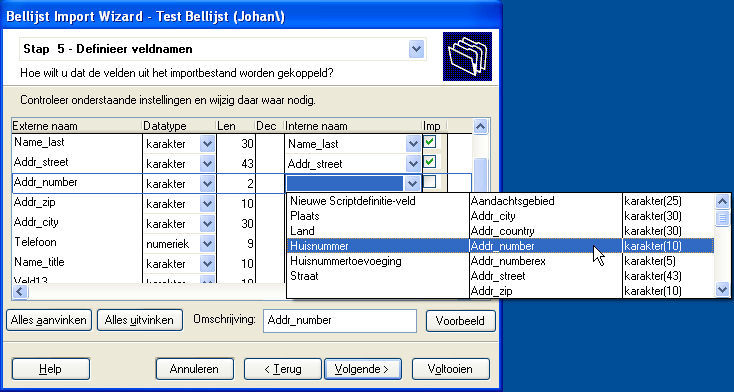 Bellijst Import Wizard - Test Bellijst (Johan\)
Stap 5 - Definieer veldnamen
Hoe wilt u dat de velden uit het importbestand worden gekoppeld?
Controleer onderstaande instellingen en wijzig daar waar nodig.
Externe naam Datatype Len Dec Interne naam Imp
Name_last karakter 30 Name_last
Addr_street karakter 43 Addr_street
Addr_number karakter 2
Addr_zip karakter 10
Addr_city karakter 30
Telefoon numeriek 9
Name_title karakter 10
Veld13 karakter
Nieuwe Scriptdefinitie-veld Aandachtsgebied karakter(25)
Plaats Addr_city karakter(30)
Land Addr_country karakter(30)
Huisnummer Addr_number karakter(10)
Huisnummertoevoeging Addr_numberex karakter(5)
Straat Addr_street karakter(43)
Addr_zip karakter(10)
Alles aanvinken Alles uitvinken Omschrijving: Addr_number Voorbeeld
Help Annuleren < Terug Volgende > Voltooien